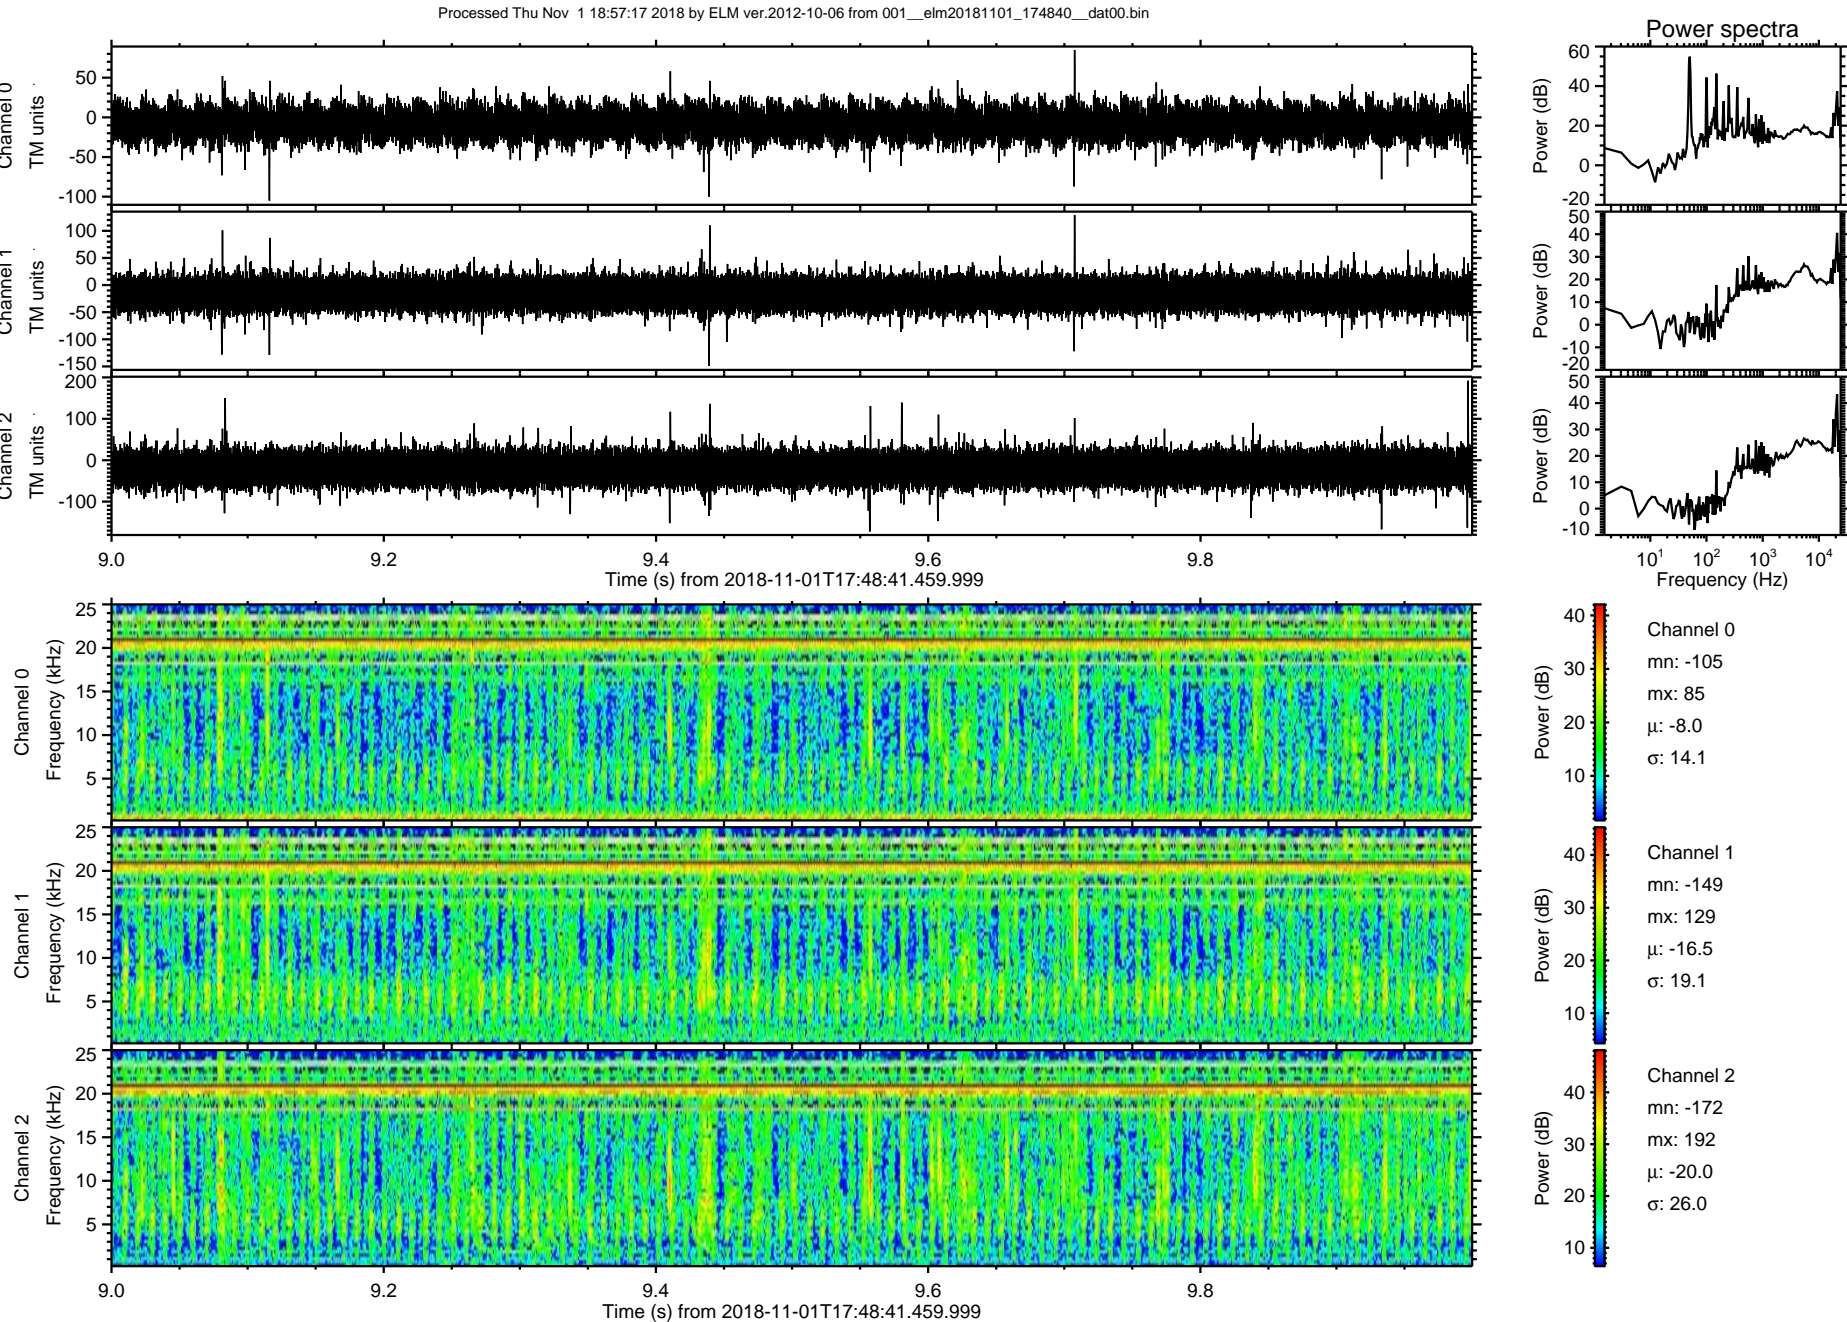 Processed Thu Nov  1 18:57:17 2018 by ELM ver.2012-10-06 from 001__elm20181101_174840__dat00.bin
Power spectra
Channel 0
TM units
50
0
-50
-100
Power (dB)
60
40
20
0
-20
Channel 1
TM units
100
50
0
-50
-100
-150
Power (dB)
50
40
30
20
10
0
-10
-20
Channel 2
TM units
200
100
0
-100
Power (dB)
50
40
30
20
10
0
-10
9.0 9.2 9.4 9.6 9.8
Time (s) from 2018-11-01T17:48:41.459.999
10¹ 10² 10³ 10⁴
Frequency (Hz)
Channel 0
Frequency (kHz)
25
20
15
10
5
Power (dB)
40
30
20
10
Channel 0
mn: -105
mx: 85
µ: -8.0
σ: 14.1
Channel 1
Frequency (kHz)
25
20
15
10
5
Power (dB)
40
30
20
10
Channel 1
mn: -149
mx: 129
µ: -16.5
σ: 19.1
Channel 2
Frequency (kHz)
25
20
15
10
5
Power (dB)
40
30
20
10
Channel 2
mn: -172
mx: 192
µ: -20.0
σ: 26.0
9.0 9.2 9.4 9.6 9.8
Time (s) from 2018-11-01T17:48:41.459.999